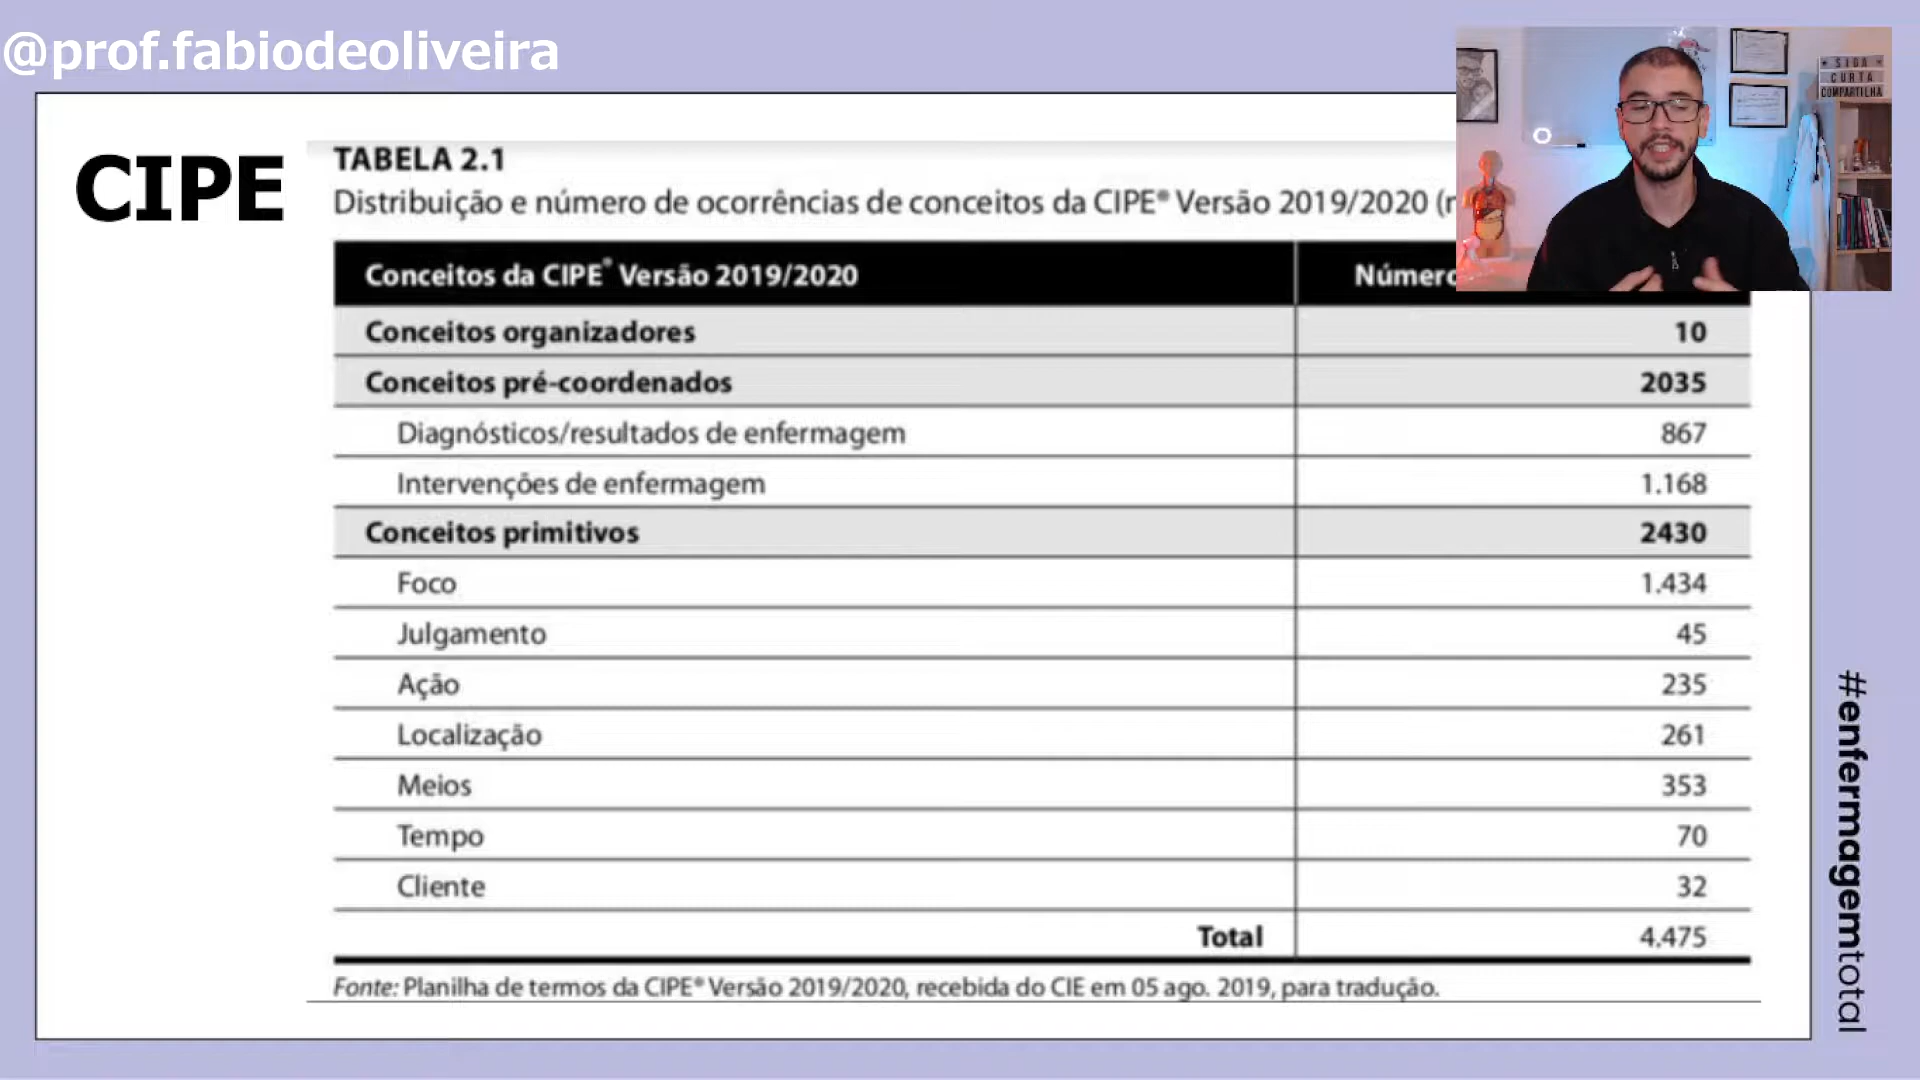 @prof.fabiodeoliveira
SIGA
CURTA
COMPARTILHA
CIPE
TABELA 2.1
Distribuição e número de ocorrências de conceitos da CIPE® Versão 2019/2020
Conceitos da CIPE® Versão 2019/2020 Número
Conceitos organizadores 10
Conceitos pré-coordenados 2035
Diagnósticos/resultados de enfermagem 867
Intervenções de enfermagem 1.168
Conceitos primitivos 2430
Foco 1.434
Julgamento 45
Ação 235
Localização 261
Meios 353
Tempo 70
Cliente 32
Total 4.475
Fonte: Planilha de termos da CIPE® Versão 2019/2020, recebida do CIE em 05 ago. 2019, para tradução.
#enfermagemtotal